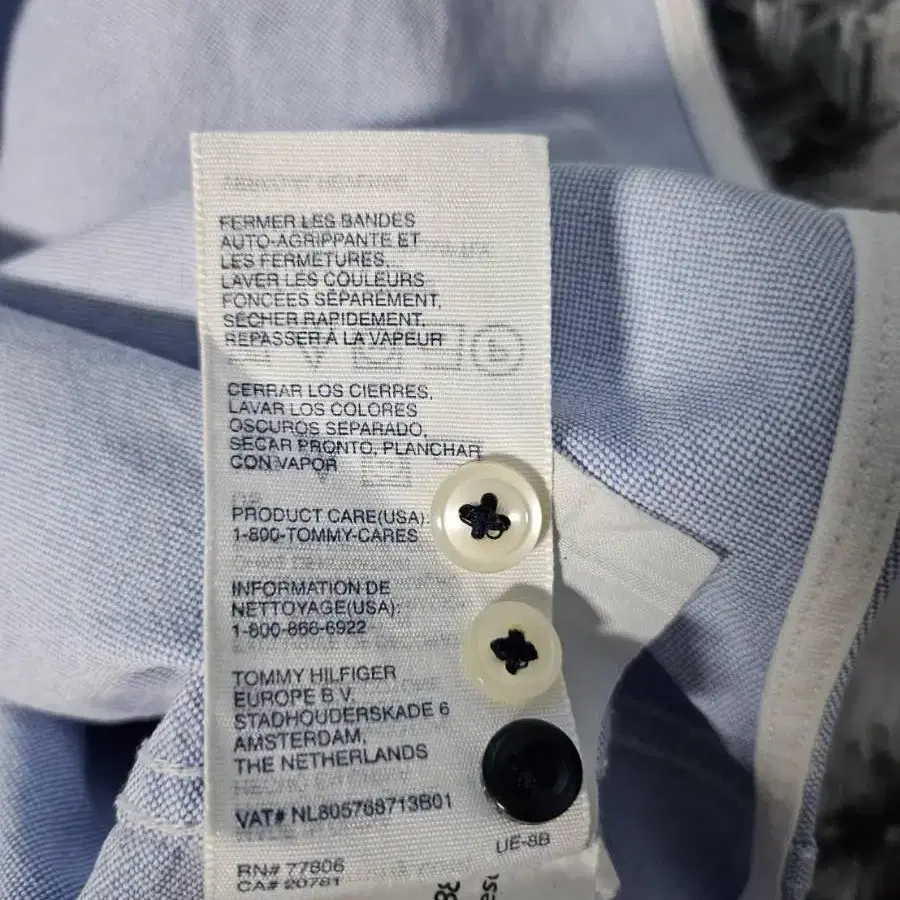 FERMER LES BANDES
AUTO-AGRIPPANTE ET
LES FERMETURES,
LAVER LES COULEURS
FONCÉES SÉPARÉMENT,
SÉCHER RAPIDEMENT,
REPASSER À LA VAPEUR
CERRAR LOS CIERRES,
LAVAR LOS COLORES
OSCUROS SEPARADO,
SECAR PRONTO, PLANCHAR
CON VAPOR
PRODUCT CARE(USA):
1-800-TOMMY-CARES
INFORMATION DE
NETTOYAGE(USA):
1-800-866-6922
TOMMY HILFIGER
EUROPE B.V.
STADHOUDERSKADE 6
AMSTERDAM,
THE NETHERLANDS
VAT# NL805768713B01
UE-8B
RN# 77806
CA# 20781